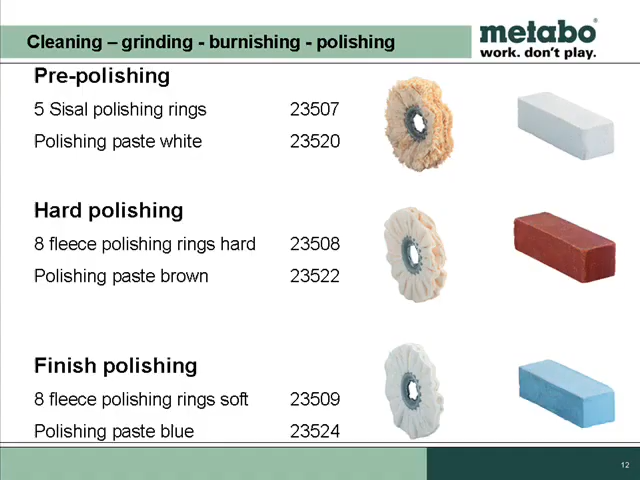 Cleaning – grinding - burnishing - polishing
metabo®
work. don't play.
Pre-polishing
5 Sisal polishing rings 23507
Polishing paste white 23520
Hard polishing
8 fleece polishing rings hard 23508
Polishing paste brown 23522
Finish polishing
8 fleece polishing rings soft 23509
Polishing paste blue 23524
12